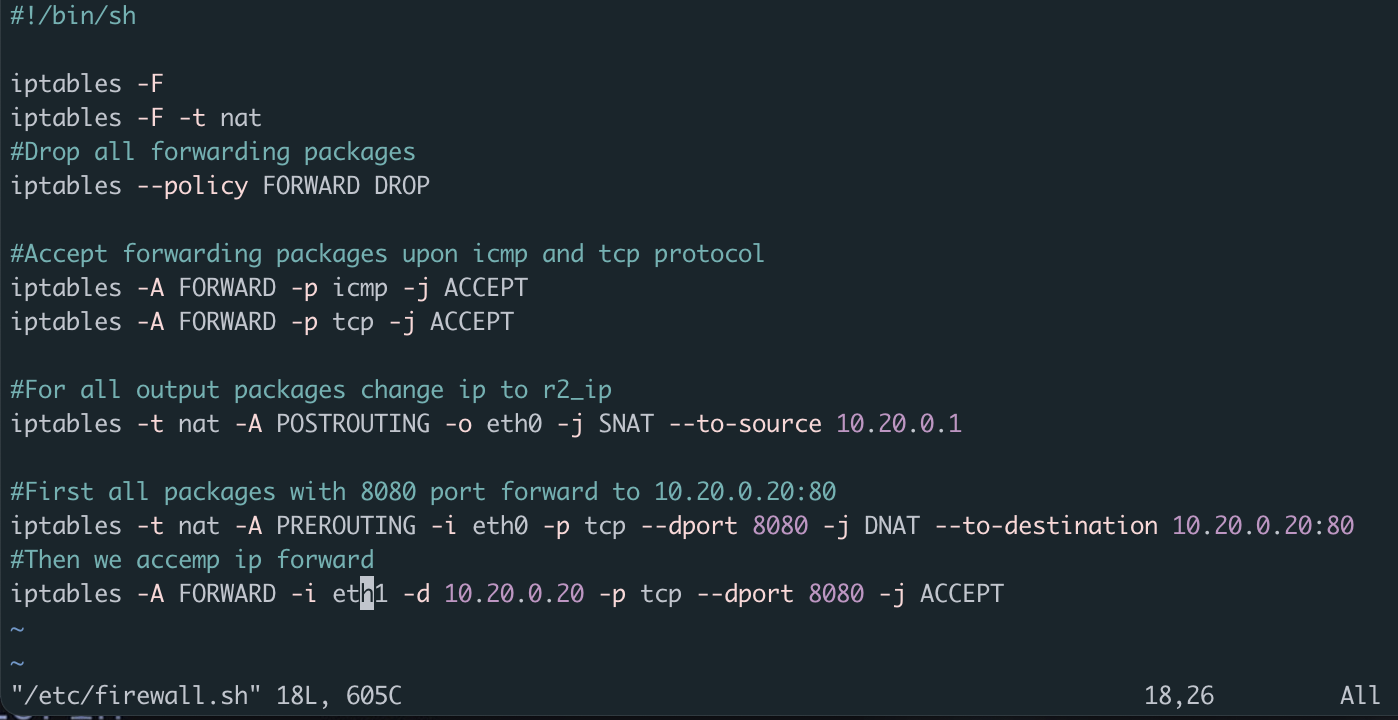 #!/bin/sh
iptables -F
iptables -F -t nat
#Drop all forwarding packages
iptables --policy FORWARD DROP
#Accept forwarding packages upon icmp and tcp protocol
iptables -A FORWARD -p icmp -j ACCEPT
iptables -A FORWARD -p tcp -j ACCEPT
#For all output packages change ip to r2_ip
iptables -t nat -A POSTROUTING -o eth0 -j SNAT --to-source 10.20.0.1
#First all packages with 8080 port forward to 10.20.0.20:80
iptables -t nat -A PREROUTING -i eth0 -p tcp --dport 8080 -j DNAT --to-destination 10.20.0.20:80
#Then we accemp ip forward
iptables -A FORWARD -i eth1 -d 10.20.0.20 -p tcp --dport 8080 -j ACCEPT
~
~
"/etc/firewall.sh" 18L, 605C 18,26 All